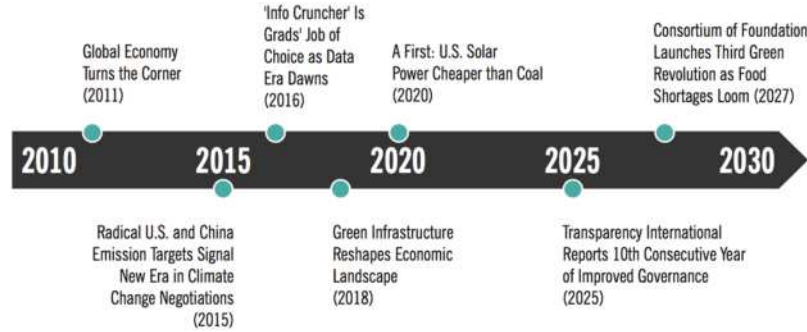 Global Economy
Turns the Corner
(2011)
'Info Cruncher' Is
Grads' Job of
Choice as Data
Era Dawns
(2016)
A First: U.S. Solar
Power Cheaper than Coal
(2020)
Consortium of Foundation
Launches Third Green
Revolution as Food
Shortages Loom (2027)
2010 2015 2020 2025 2030
Radical U.S. and China
Emission Targets Signal
New Era in Climate
Change Negotiations
(2015)
Green Infrastructure
Reshapes Economic
Landscape
(2018)
Transparency International
Reports 10th Consecutive Year
of Improved Governance
(2025)